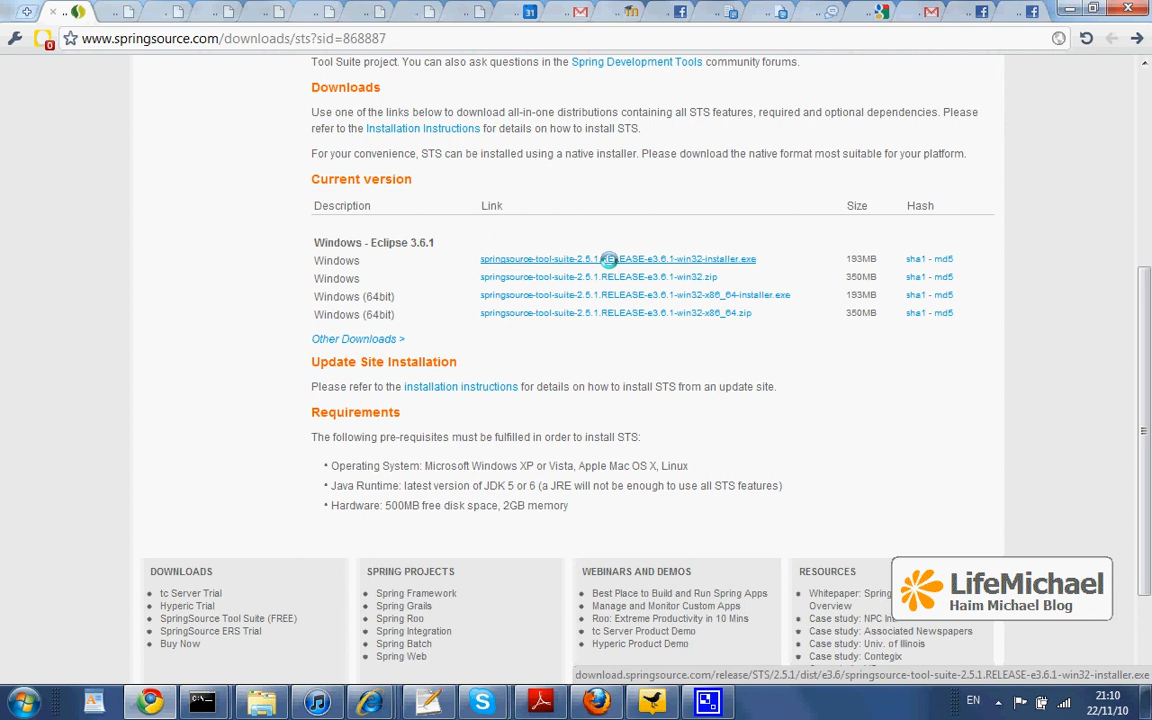 31
0
www.springsource.com/downloads/sts?sid=868887
Tool Suite project. You can also ask questions in the Spring Development Tools community forums.
Downloads
Use one of the links below to download all-in-one distributions containing all STS features, required and optional dependencies. Please
refer to the Installation Instructions for details on how to install STS.
For your convenience, STS can be installed using a native installer. Please download the native format most suitable for your platform.
Current version
Description Link Size Hash
Windows - Eclipse 3.6.1
Windows springsource-tool-suite-2.5.1.RELEASE-e3.6.1-win32-installer.exe 193MB sha1 - md5
Windows springsource-tool-suite-2.5.1.RELEASE-e3.6.1-win32.zip 350MB sha1 - md5
Windows (64bit) springsource-tool-suite-2.5.1.RELEASE-e3.6.1-win32-x86_64-installer.exe 193MB sha1 - md5
Windows (64bit) springsource-tool-suite-2.5.1.RELEASE-e3.6.1-win32-x86_64.zip 350MB sha1 - md5
Other Downloads >
Update Site Installation
Please refer to the installation instructions for details on how to install STS from an update site.
Requirements
The following pre-requisites must be fulfilled in order to install STS:
• Operating System: Microsoft Windows XP or Vista, Apple Mac OS X, Linux
• Java Runtime: latest version of JDK 5 or 6 (a JRE will not be enough to use all STS features)
• Hardware: 500MB free disk space, 2GB memory
DOWNLOADS
tc Server Trial
Hyperic Trial
SpringSource Tool Suite (FREE)
SpringSource ERS Trial
Buy Now
SPRING PROJECTS
Spring Framework
Spring Grails
Spring Roo
Spring Integration
Spring Batch
Spring Web
WEBINARS AND DEMOS
Best Place to Build and Run Spring Apps
Manage and Monitor Custom Apps
Roo: Extreme Productivity in 10 Mins
tc Server Product Demo
Hyperic Product Demo
RESOURCES
Whitepaper: Spring
Overview
Case study: NPC
Case study: Associated Newspapers
Case study: Univ. of Illinois
Case study: Contegix
LifeMichael
Haim Michael Blog
download.springsource.com/release/STS/2.5.1/dist/e3.6/springsource-tool-suite-2.5.1.RELEASE-e3.6.1-win32-installer.exe
EN
21:10
22/11/10